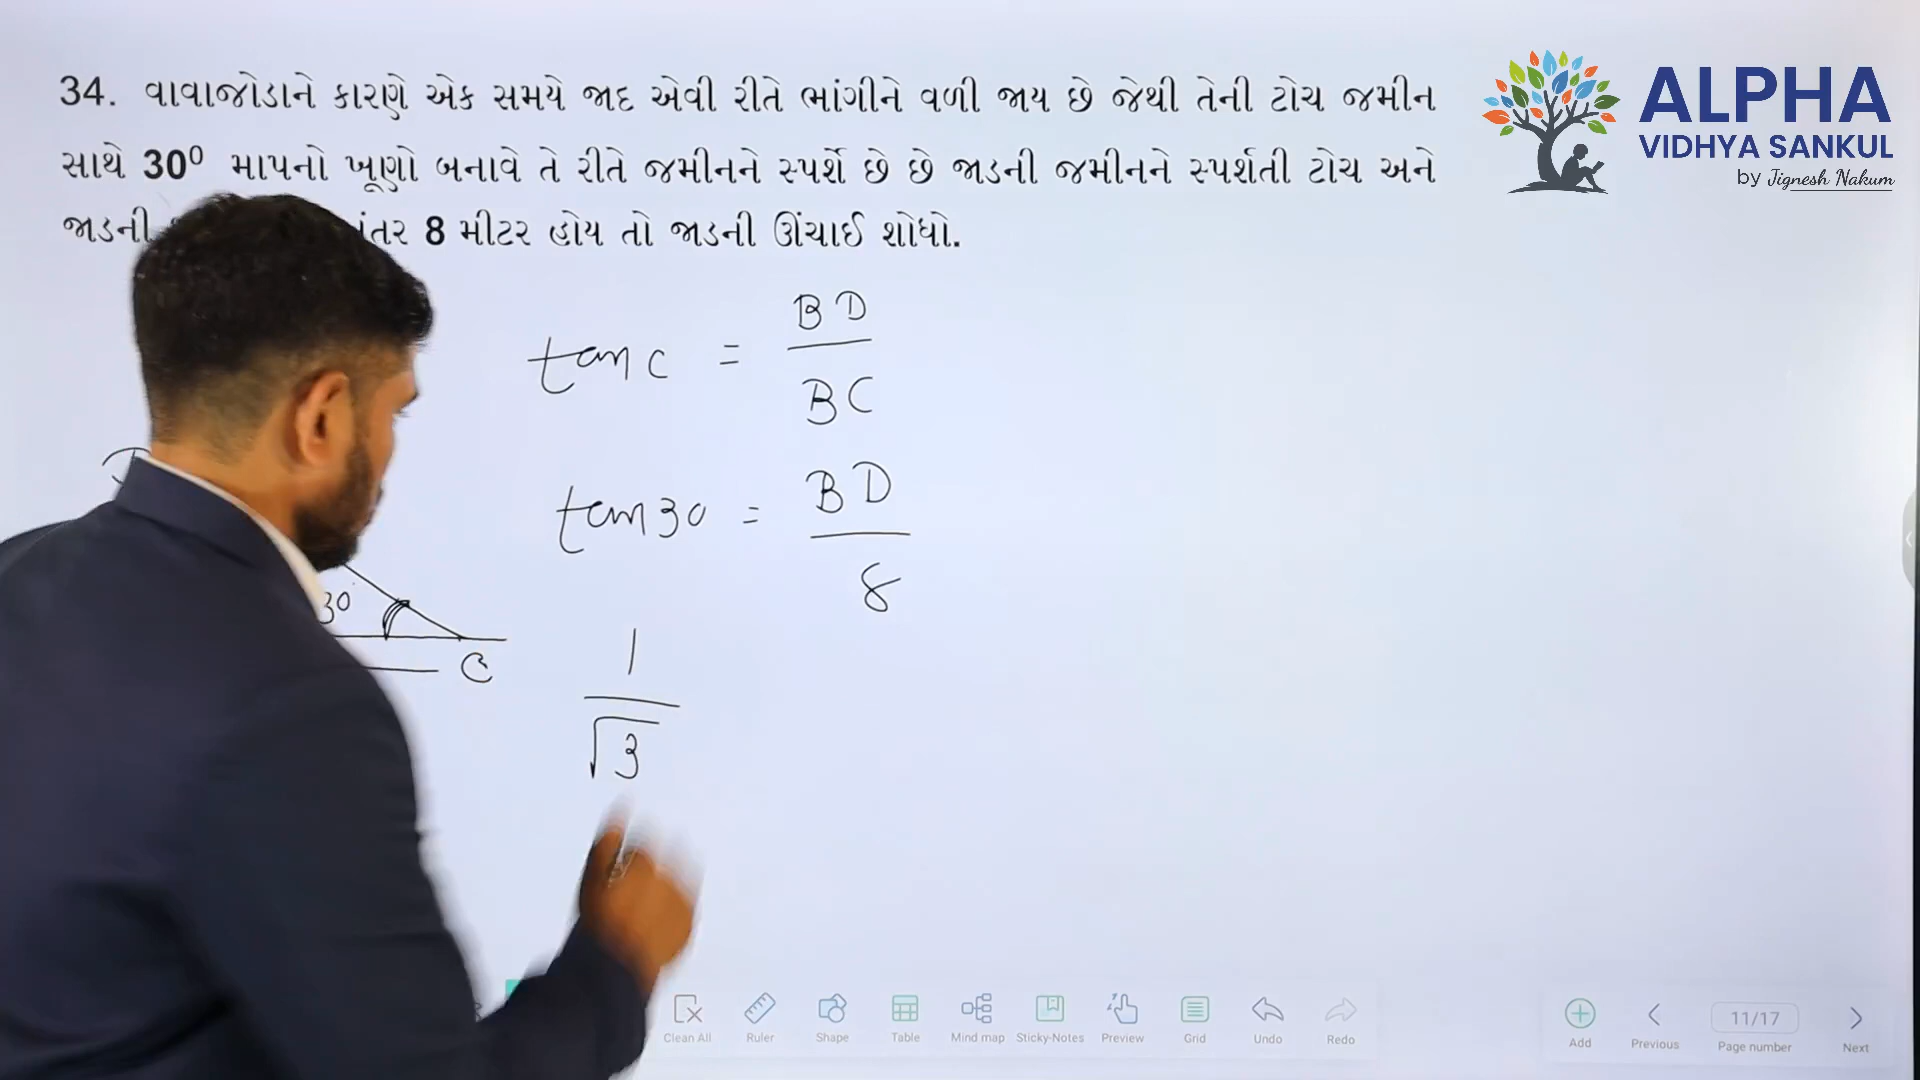 34. વાવાજોડાને કારણે એક સમયે જાદ એવી રીતે ભાંગીને વળી જાય છે જેથી તેની ટોચ જમીન
સાથે 30⁰ માપનો ખૂણો બનાવે તે રીતે જમીનને સ્પર્શે છે છે જાડની જમીનને સ્પર્શતી ટોચ અને
જાડની 8 મીટર હોય તો જાડની ઊંચાઈ શોધો.
ALPHA
VIDHYA SANKUL
by Jignesh Nakum
tan C = BD / BC
tan 30 = BD / 8
1 / √3
30
C
Clean All Ruler Shape Table Mind map Sticky-Notes Preview Grid Undo Redo
Add Previous 11/17 Page number Next